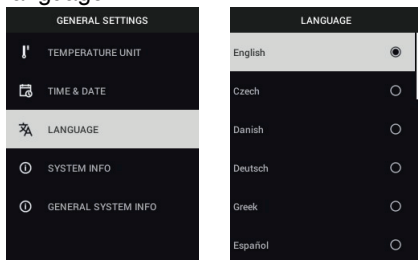 GENERAL SETTINGS
TEMPERATURE UNIT
TIME & DATE
LANGUAGE
SYSTEM INFO
GENERAL SYSTEM INFO
LANGUAGE
English
Czech
Danish
Deutsch
Greek
Español